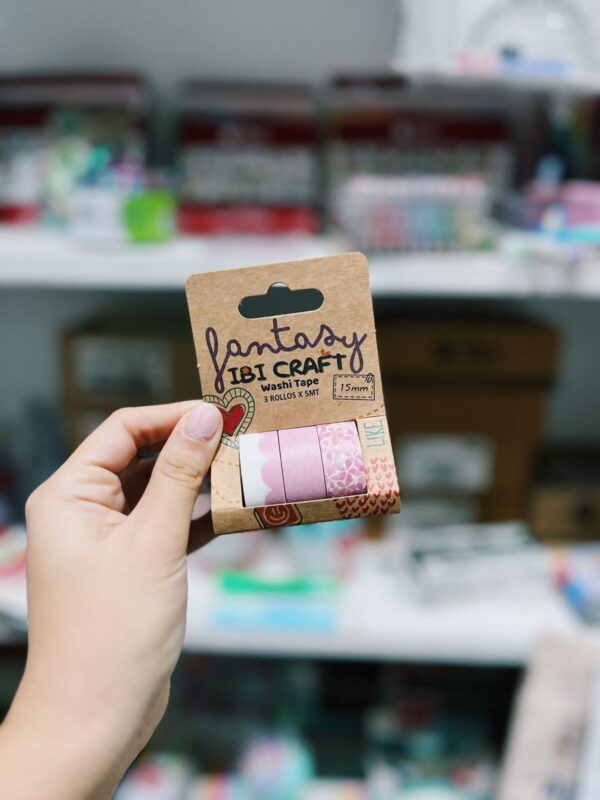 fantasy
IBI CRAFT
Washi Tape
3 ROLLOS X 5MT
15mm
LIKE